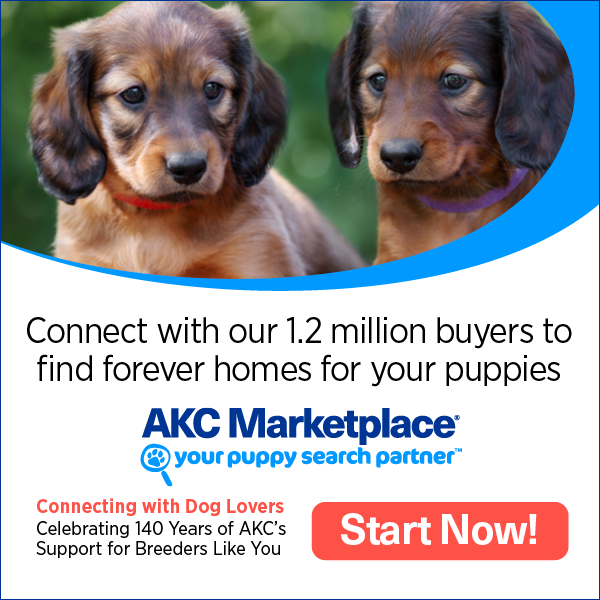 Connect with our 1.2 million buyers to
find forever homes for your puppies
AKC Marketplace®
your puppy search partner™
Connecting with Dog Lovers
Celebrating 140 Years of AKC's
Support for Breeders Like You
Start Now!